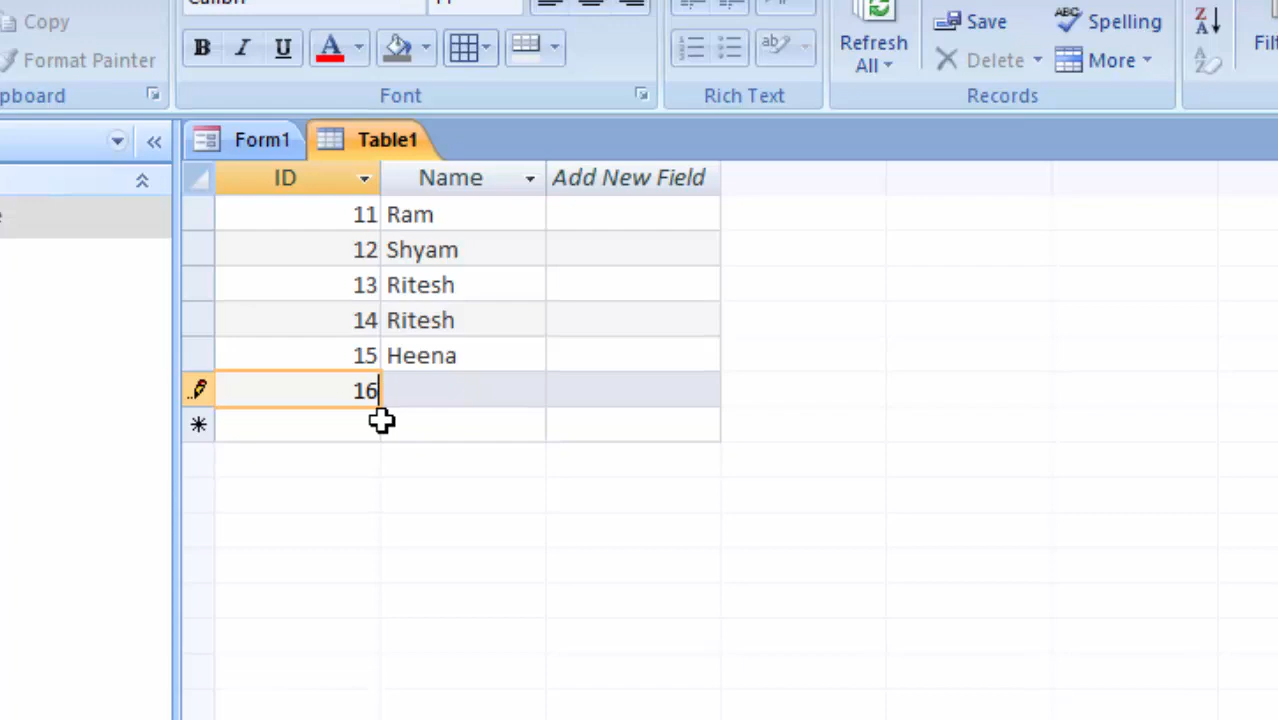 Copy
Format Painter
Font
Rich Text
Refresh
All
Save
Delete
Spelling
More
Records
Form1
Table1
ID
Name
Add New Field
11 Ram
12 Shyam
13 Ritesh
14 Ritesh
15 Heena
16